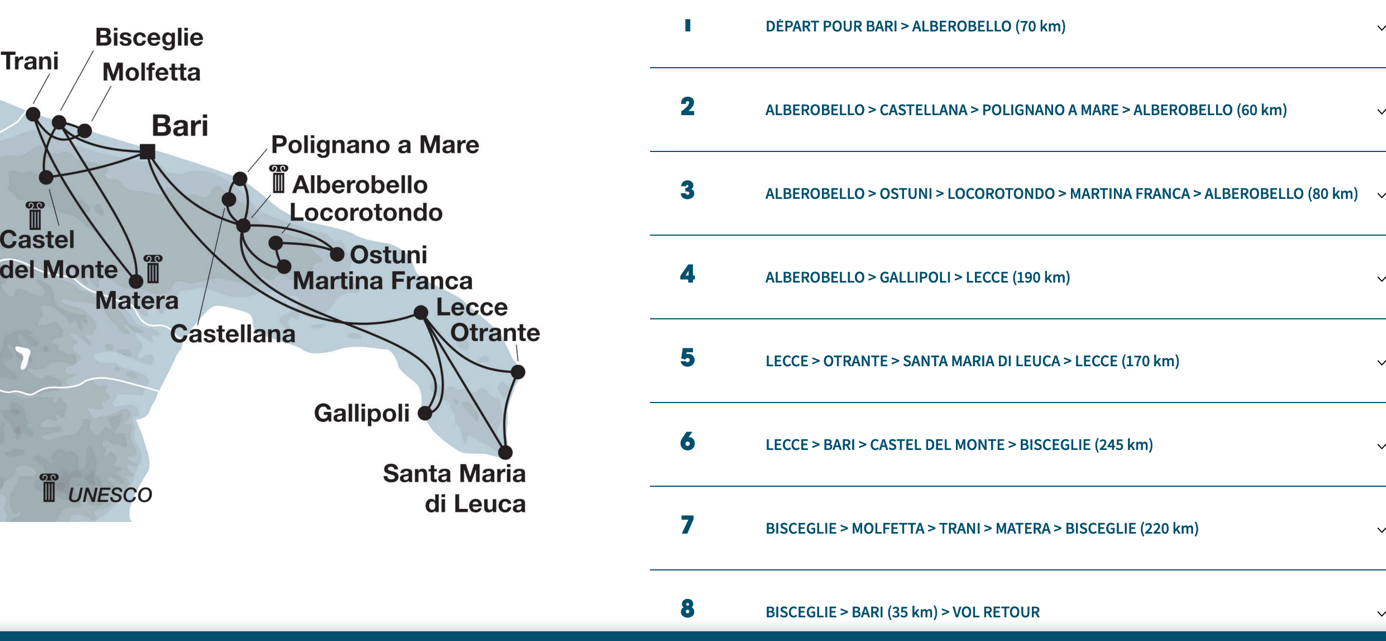 Bisceglie
Trani
Molfetta
Bari
Polignano a Mare
Alberobello
Locorotondo
Castel
del Monte
Ostuni
Martina Franca
Matera
Lecce
Otrante
Castellana
Gallipoli
Santa Maria
di Leuca
UNESCO
1 DÉPART POUR BARI > ALBEROBELLO (70 km)
2 ALBEROBELLO > CASTELLANA > POLIGNANO A MARE > ALBEROBELLO (60 km)
3 ALBEROBELLO > OSTUNI > LOCOROTONDO > MARTINA FRANCA > ALBEROBELLO (80 km)
4 ALBEROBELLO > GALLIPOLI > LECCE (190 km)
5 LECCE > OTRANTE > SANTA MARIA DI LEUCA > LECCE (170 km)
6 LECCE > BARI > CASTEL DEL MONTE > BISCEGLIE (245 km)
7 BISCEGLIE > MOLFETTA > TRANI > MATERA > BISCEGLIE (220 km)
8 BISCEGLIE > BARI (35 km) > VOL RETOUR